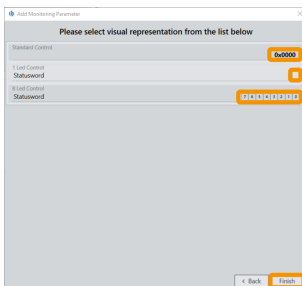 Add Monitoring Parameter
Please select visual representation from the list below
Standard Control
0x0000
1 Led Control
Statusword
8 Led Control
Statusword
7 6 5 4 3 2 1 0
< Back
Finish